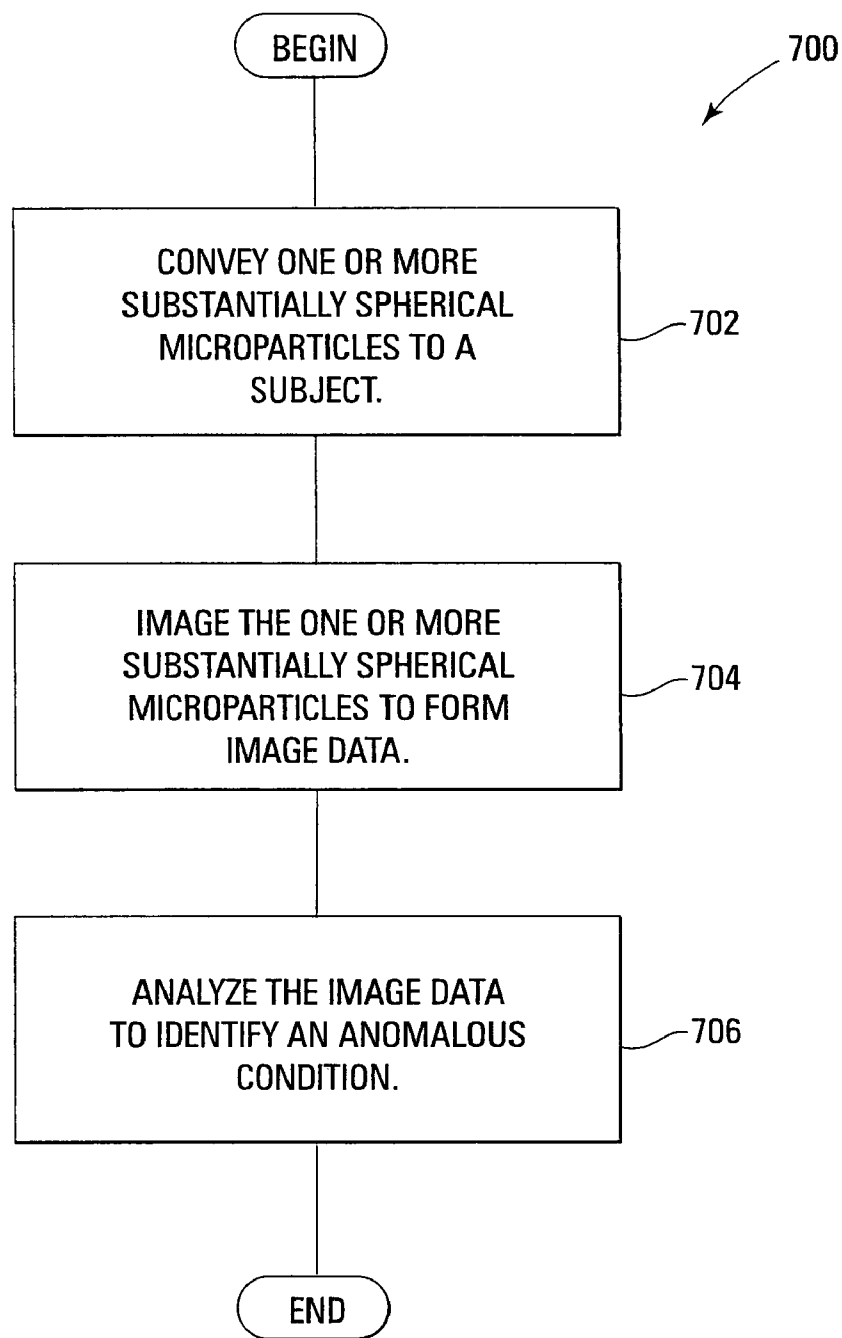 BEGIN
700
CONVEY ONE OR MORE
SUBSTANTIALLY SPHERICAL
MICROPARTICLES TO A
SUBJECT.
702
IMAGE THE ONE OR MORE
SUBSTANTIALLY SPHERICAL
MICROPARTICLES TO FORM
IMAGE DATA.
704
ANALYZE THE IMAGE DATA
TO IDENTIFY AN ANOMALOUS
CONDITION.
706
END